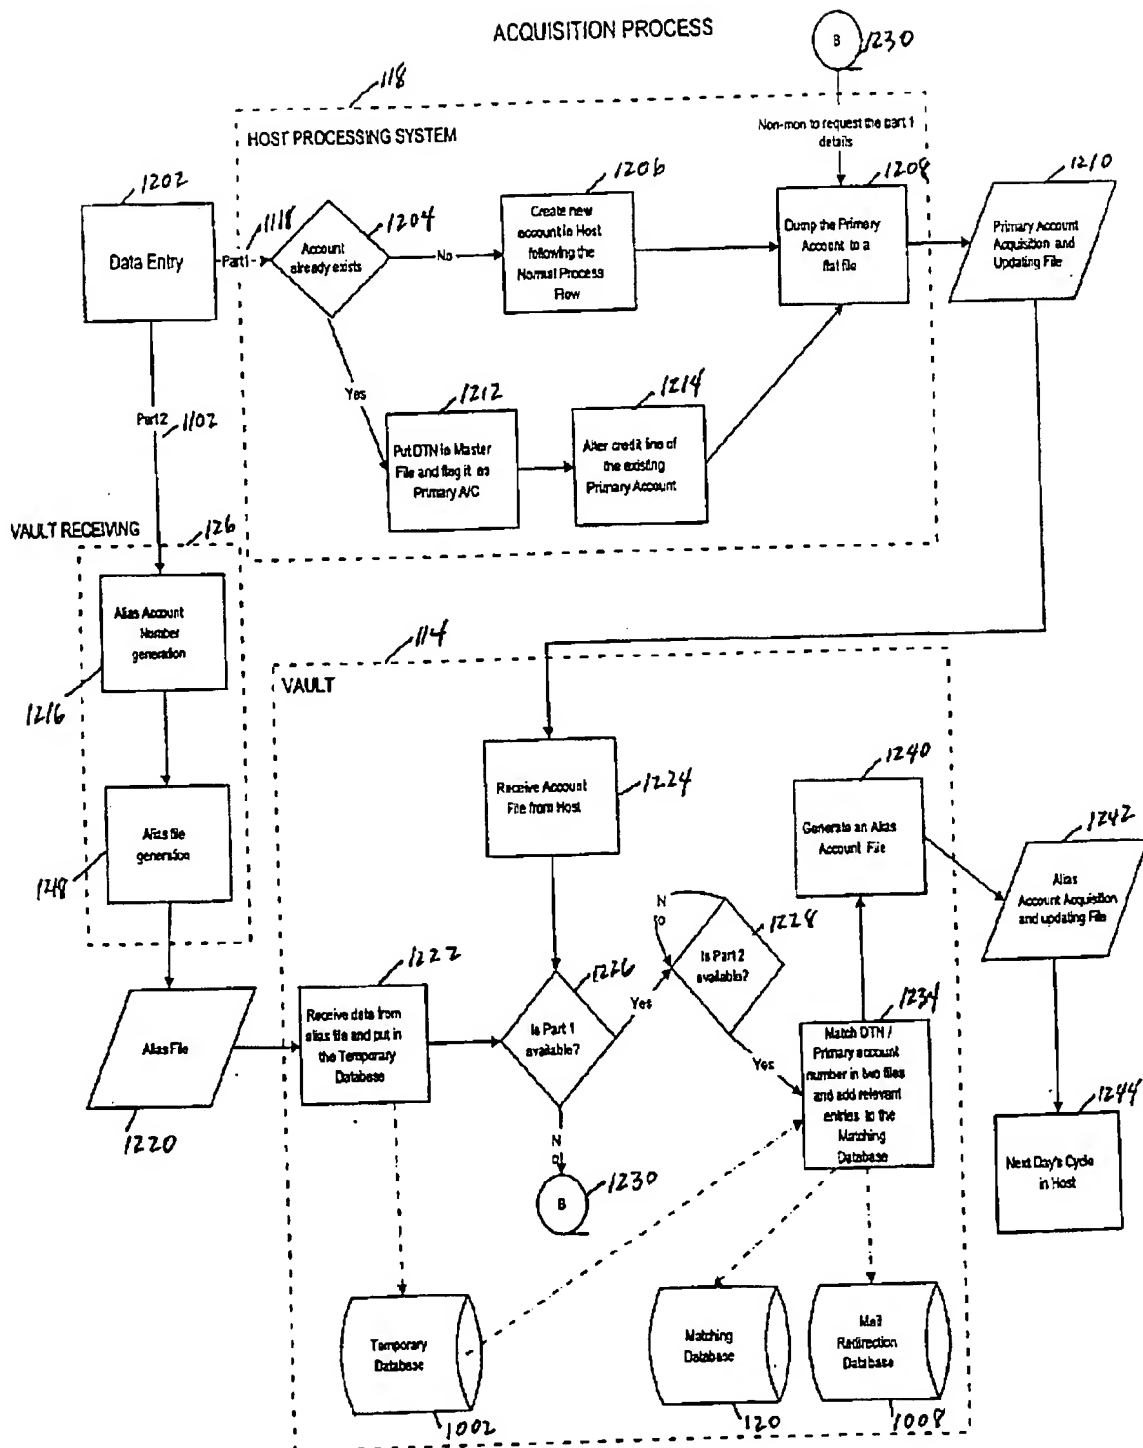 ACQUISITION PROCESS
B
1230
118
HOST PROCESSING SYSTEM
Non-mon to request the part 1
details
1202
Data Entry
Part1
1118
1204
Account
already exists
No
1206
Create new
account in Host
following the
Normal Process
Flow
1208
Dump the Primary
Account to a
flat file
1210
Primary Account
Acquisition and
Updating File
Yes
1212
Put DTN in Master
File and flag it as
Primary A/C
1214
Alter credit line of
the existing
Primary Account
Part2
1102
VAULT RECEIVING
126
Alias Account
Number
generation
1216
Alias file
generation
1218
Alias File
1220
114
VAULT
Receive Account
File from Host
1224
1240
Generate an Alias
Account File
1242
Alias
Account Acquisition
and updating File
1222
Receive data from
alias file and put in
the Temporary
Database
1226
Is Part 1
available?
Yes
No
1228
Is Part 2
available?
Yes
1234
Match DTN /
Primary account
number in two files
and add relevant
entries to the
Matching
Database
1244
Next Day's Cycle
in Host
No
B
1230
Temporary
Database
1002
Matching
Database
120
Mail
Redirection
Database
1008